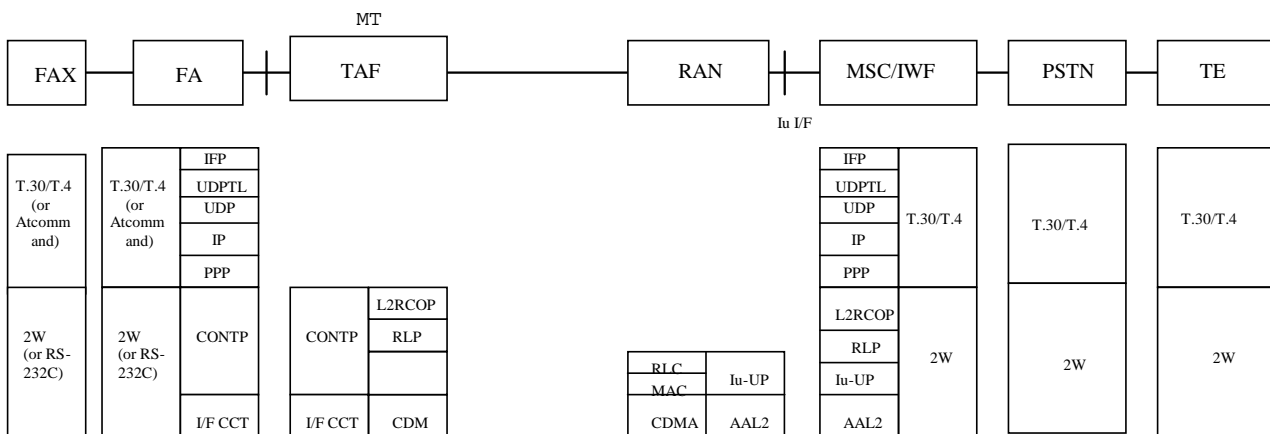 MT
FAX
FA
TAF
RAN
MSC/IWF
PSTN
TE
Iu I/F
T.30/T.4
(or
Atcomm
and)
2W
(or RS-
232C)
T.30/T.4
(or
Atcomm
and)
2W
(or RS-
232C)
IFP
UDPTL
UDP
IP
PPP
CONTP
I/F CCT
CONTP
I/F CCT
L2RCOP
RLP
CDM
RLC
MAC
CDMA
Iu-UP
AAL2
IFP
UDPTL
UDP
IP
PPP
L2RCOP
RLP
Iu-UP
AAL2
T.30/T.4
2W
T.30/T.4
2W
T.30/T.4
2W